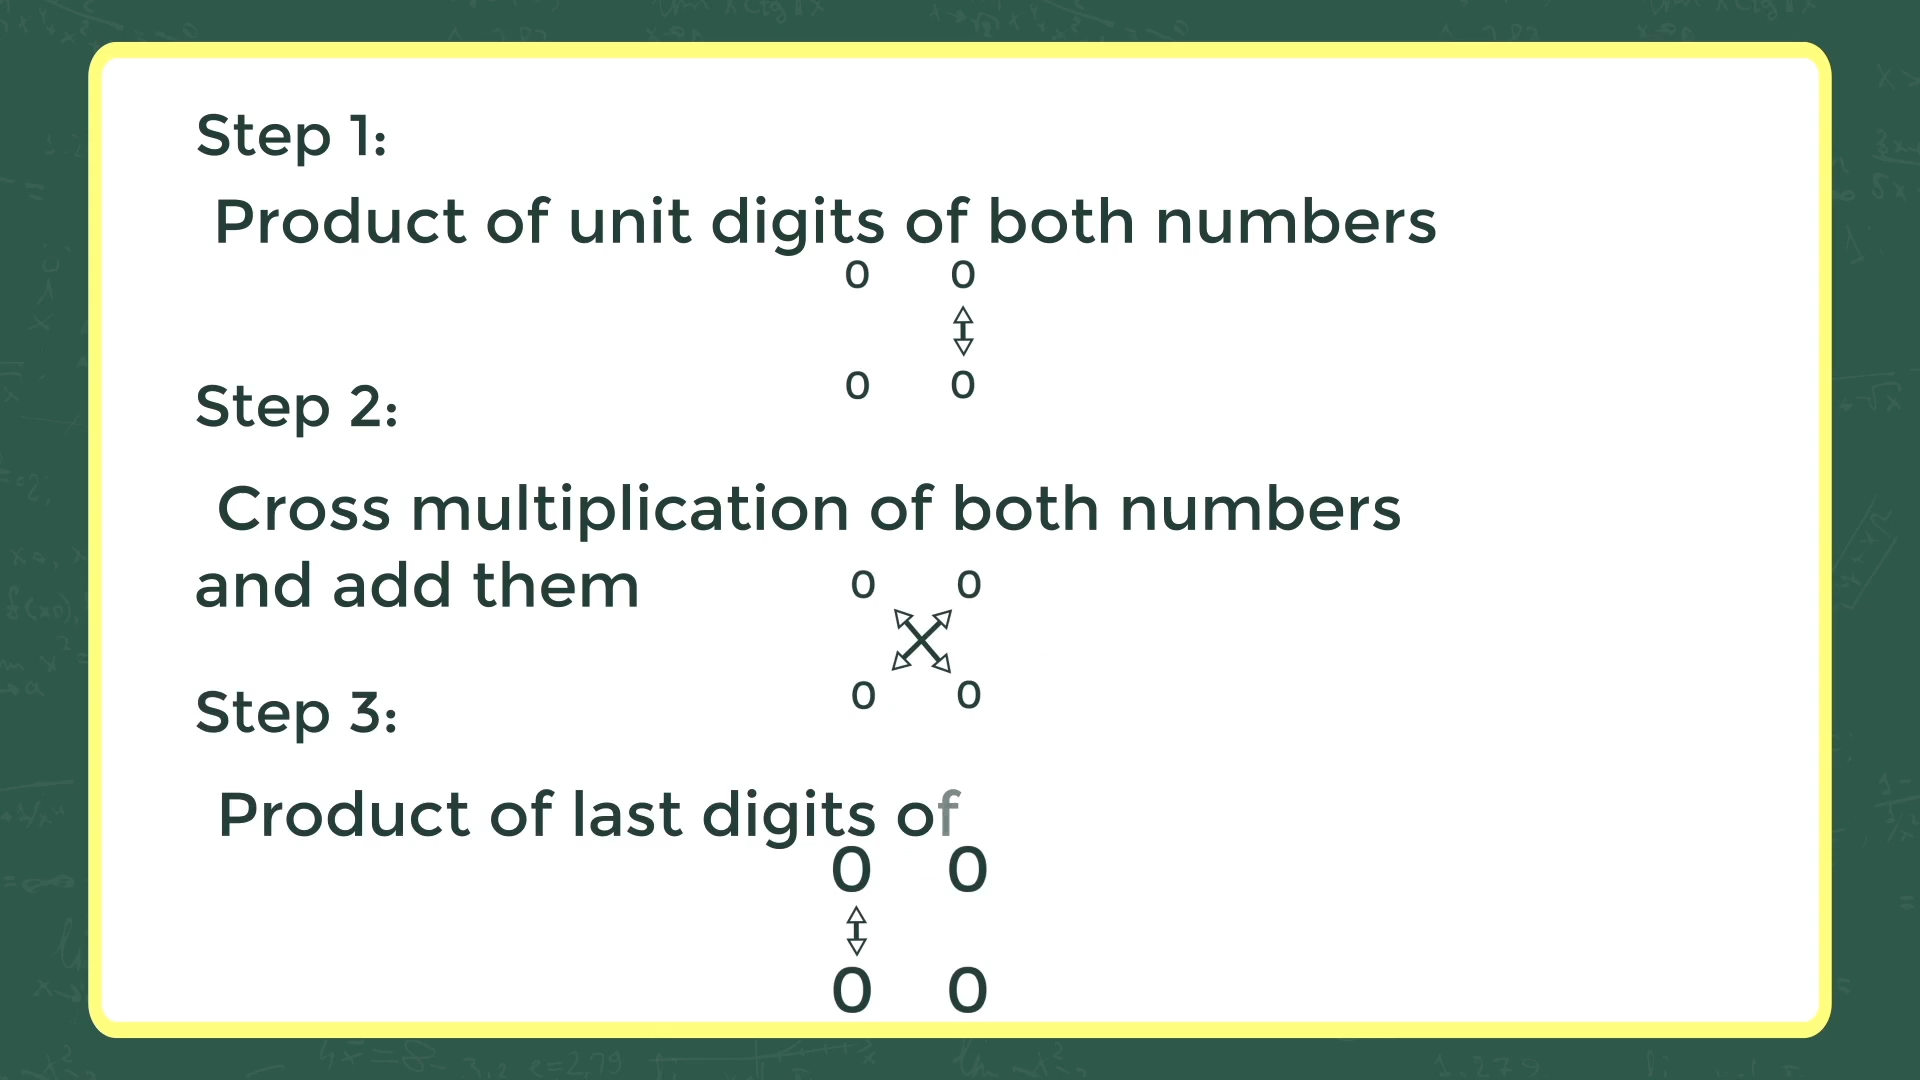 Step 1:
Product of unit digits of both numbers
0 0
0 0
Step 2:
Cross multiplication of both numbers
and add them
0 0
0 0
Step 3:
Product of last digits of
0 0
0 0